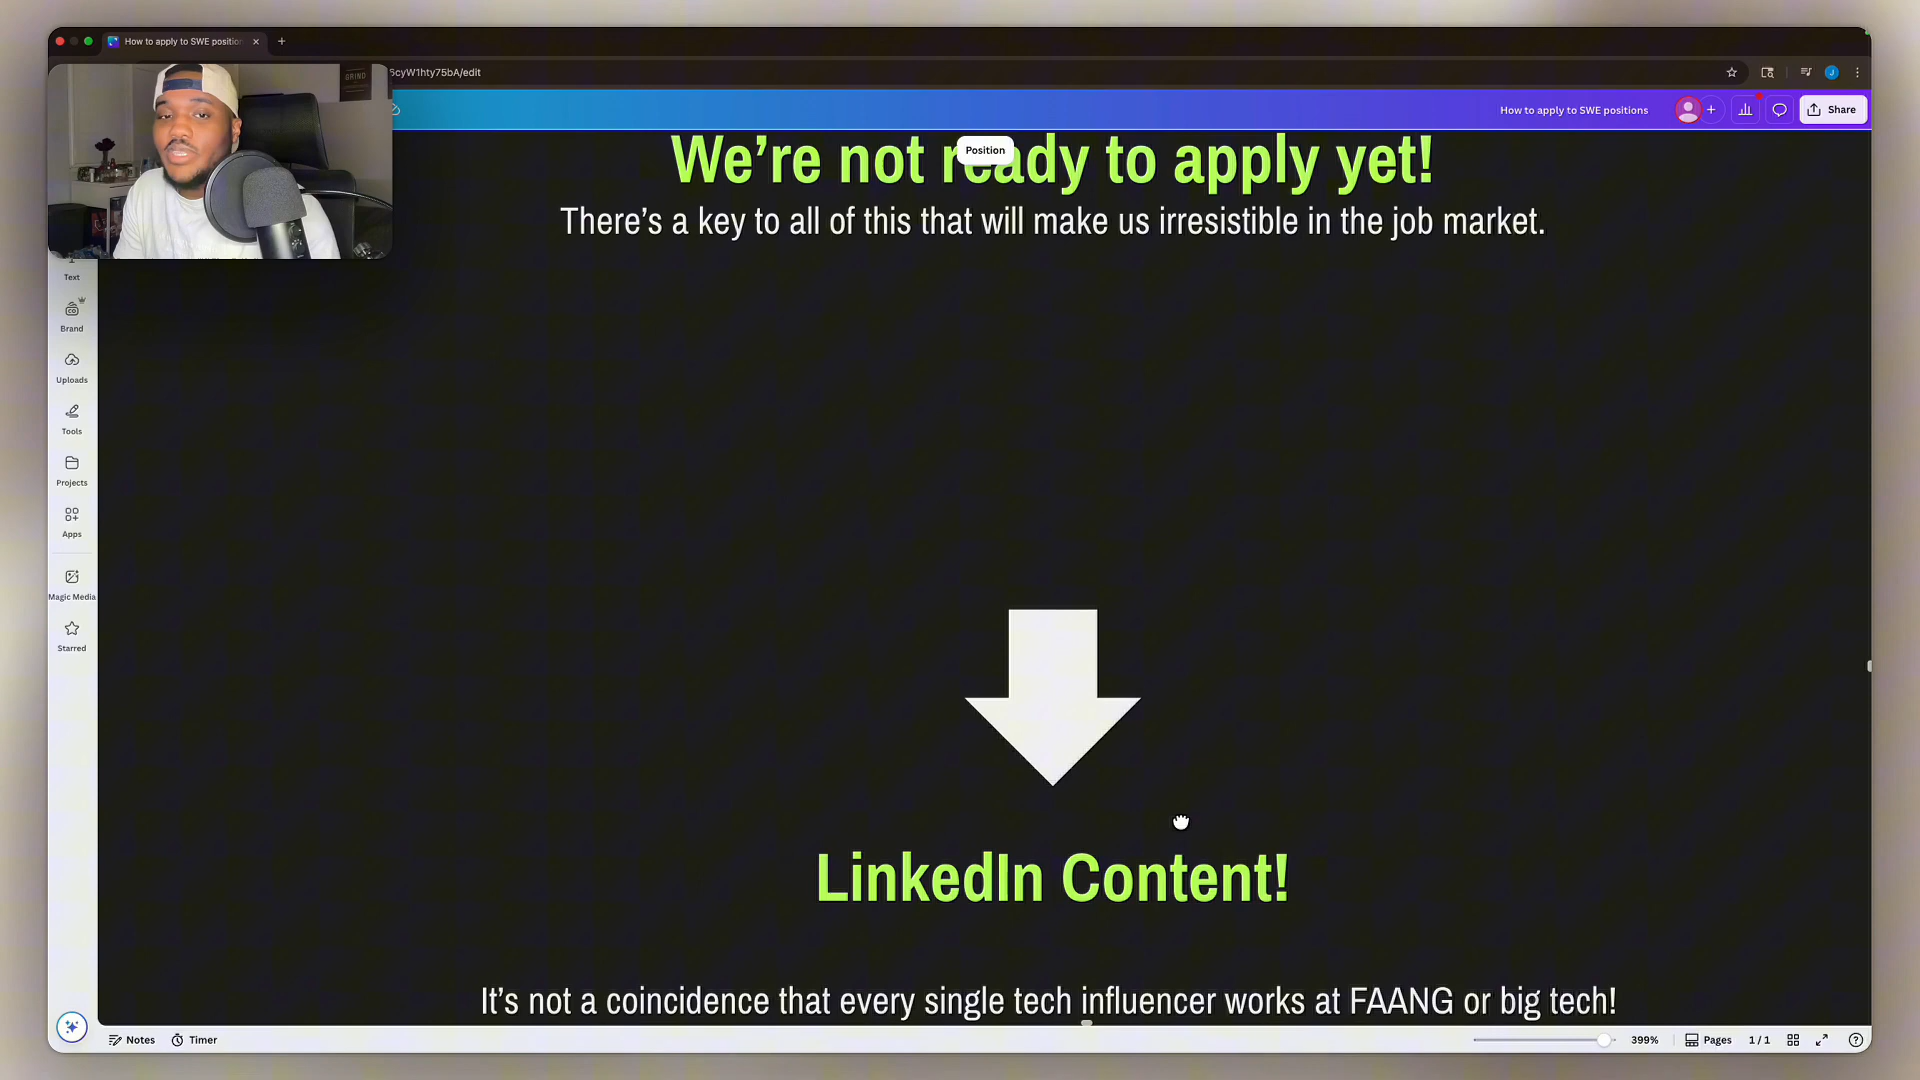 How to apply to SWE position
5cyW1hty75bA/edit
GRIND
J
How to apply to SWE positions
Share
Position
We're not ready to apply yet!
There's a key to all of this that will make us irresistible in the job market.
Text
Brand
Uploads
Tools
Projects
Apps
Magic Media
Starred
LinkedIn Content!
It's not a coincidence that every single tech influencer works at FAANG or big tech!
Notes
Timer
399%
Pages
1 / 1